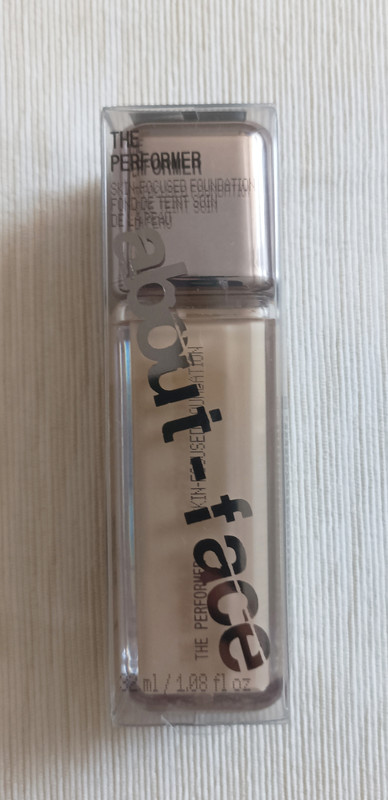 THE
PERFORMER
SKIN-FOCUSED FOUNDATION
FOND DE TEINT SOIN
DE LA PEAU
about-face
THE PERFORMER SKIN-FOCUSED FOUNDATION
32 ml / 1.08 fl oz